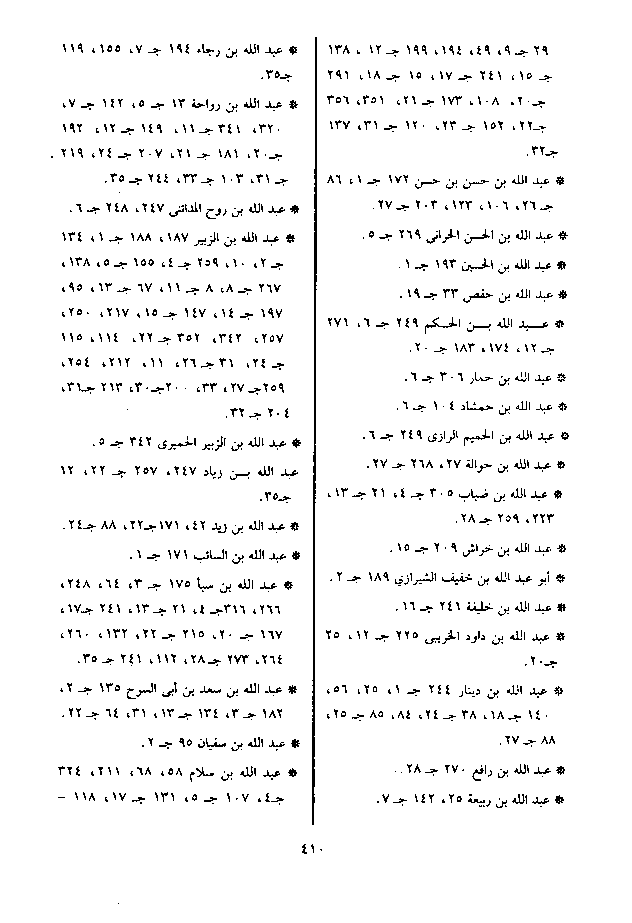 ٢٩ جـ ٩، ٤٩، ١٩٤، ١٩٩ جـ ١٢، ١٣٨
جـ ١٥، ٢٤١ جـ ١٧، ١٥ جـ ١٨، ٢٩١
جـ٢٠، ١٠٨، ١٧٣ جـ ٢١، ٣٥١، ٣٥٦
جـ٢٢، ١٥٢ جـ ٢٣، ١٢٠ جـ ٣١، ١٣٧
جـ٣٢.
* عبد الله بن حسن بن حسن ١٧٢ جـ ١، ٨٦
جـ ٢٦، ١٠٦، ١٢٣، ٢٠٣ جـ ٢٧.
* عبد الله بن الحسن الحراني ٢٦٩ جـ ٥.
* عبد الله بن الحسين ١٩٣ جـ ١.
* عبد الله بن حفص ٣٣ جـ ١٩.
* عبد الله بن الحكم ٢٤٩ جـ ٦، ٢٧١
جـ ١٢، ١٧٤، ١٨٣ جـ ٢٠.
* عبد الله بن حمار ٣٠٦ جـ ٦.
* عبد الله بن حمشاد ١٠٤ جـ ٦.
* عبد الله بن الحميم الرازى ٢٤٩ جـ ٦.
* عبد الله بن حوالة ٢٧، ٢٦٨ جـ ٢٧.
* عبد الله بن ضباب ٣٠٥ جـ ٤، ٢١ جـ ١٣،
٢٢٣، ٢٥٩ جـ ٢٨.
* عبد الله بن خراش ٢٠٩ جـ ١٥.
* أبو عبد الله بن خفيف الشيرازي ١٨٩ جـ ٢.
* عبد الله بن خليفة ٢٤١ جـ ١٦.
* عبد الله بن داود الخريبى ٢٢٥ جـ ١٢، ٢٥
جـ٢٠.
* عبد الله بن دينار ٢٤٤ جـ ١، ٢٥، ٥٦،
١٤٠ جـ ١٨، ٣٨ جـ ٢٤، ٨٤، ٨٥ جـ ٢٥،
٨٨ جـ ٢٧.
* عبد الله بن رافع ٢٧٠ جـ ٢٨.
* عبد الله بن ربيعة ٢٥، ١٤٢ جـ ٧.
* عبد الله بن رجاء ١٩٤ جـ ٧، ١٥٥، ١١٩
جـ٣٥.
* عبد الله بن رواحة ١٣ جـ ٥، ١٤٢ جـ ٧،
٣٢٠، ٣٤١ جـ ١١، ١٤٩ جـ ١٢، ١٩٢
جـ٢٠، ١٨١ جـ ٢١، ٢٠٧ جـ ٢٤، ٢١٩
جـ ٣١، ١٠٣ جـ ٣٣، ٢٤٤ جـ ٣٥.
* عبد الله بن روح المدائنى ٢٤٧، ٢٤٨ جـ ٦.
* عبد الله بن الزبير ١٨٧، ١٨٨ جـ ١، ١٣٤
جـ ٢، ١٠، ٢٥٩ جـ ٤، ١٥٥ جـ ٥، ١٣٨،
٢٦٧ جـ ٨، ٨ جـ ١١، ٦٧ جـ ١٣، ٩٥،
١٩٧ جـ ١٤، ١٤٧ جـ ١٥، ٢١٧، ٢٥٠،
٢٥٧، ٣٤٢، ٣٥٢ جـ ٢٢، ١١٤، ١١٥
جـ ٢٤، ٣١ جـ ٢٦، ١١، ٢١٢، ٢٥٤،
٢٥٩جـ ٢٧، ٣٣، ٢٠٠جـ٣٠، ٢١٣ جـ٣١،
٢٠٤ جـ ٣٢.
* عبد الله بن الزبير الحميرى ٣٤٢ جـ ٥.
عبد الله بن زياد ٢٤٧، ٢٥٧ جـ ٢٢، ١٢
جـ٣٥.
* عبد الله بن زيد ٤٢، ١٧١جـ٢٢، ٨٨ جـ٢٤.
* عبد الله بن السائب ١٧١ جـ ١.
* عبد الله بن سبأ ١٧٥ جـ ٣، ٦٤، ٢٤٨،
٢٦٦، ٣١٦جـ ٤، ٢١ جـ ١٣، ٢٤١ جـ١٧،
١٦٧ جـ ٢٠، ٢١٥ جـ ٢٢، ١٣٢، ٢٦٠،
٢٦٤، ٢٧٣ جـ٢٨، ١١٢، ٢٤١ جـ ٣٥.
* عبد الله بن سعد بن أبى السرح ١٣٥ جـ ٢،
١٨٢ جـ ٣، ١٣٤ جـ ١٣، ٣١، ٦٤ جـ ٢٢.
* عبد الله بن سفيان ٩٥ جـ ٢.
* عبد الله بن سلام ٥٨، ٦٨، ٢١١، ٣٢٤
جـ٤، ١٠٧ جـ ٥، ١٣١ جـ ١٧، ١١٨ –
٤١٠